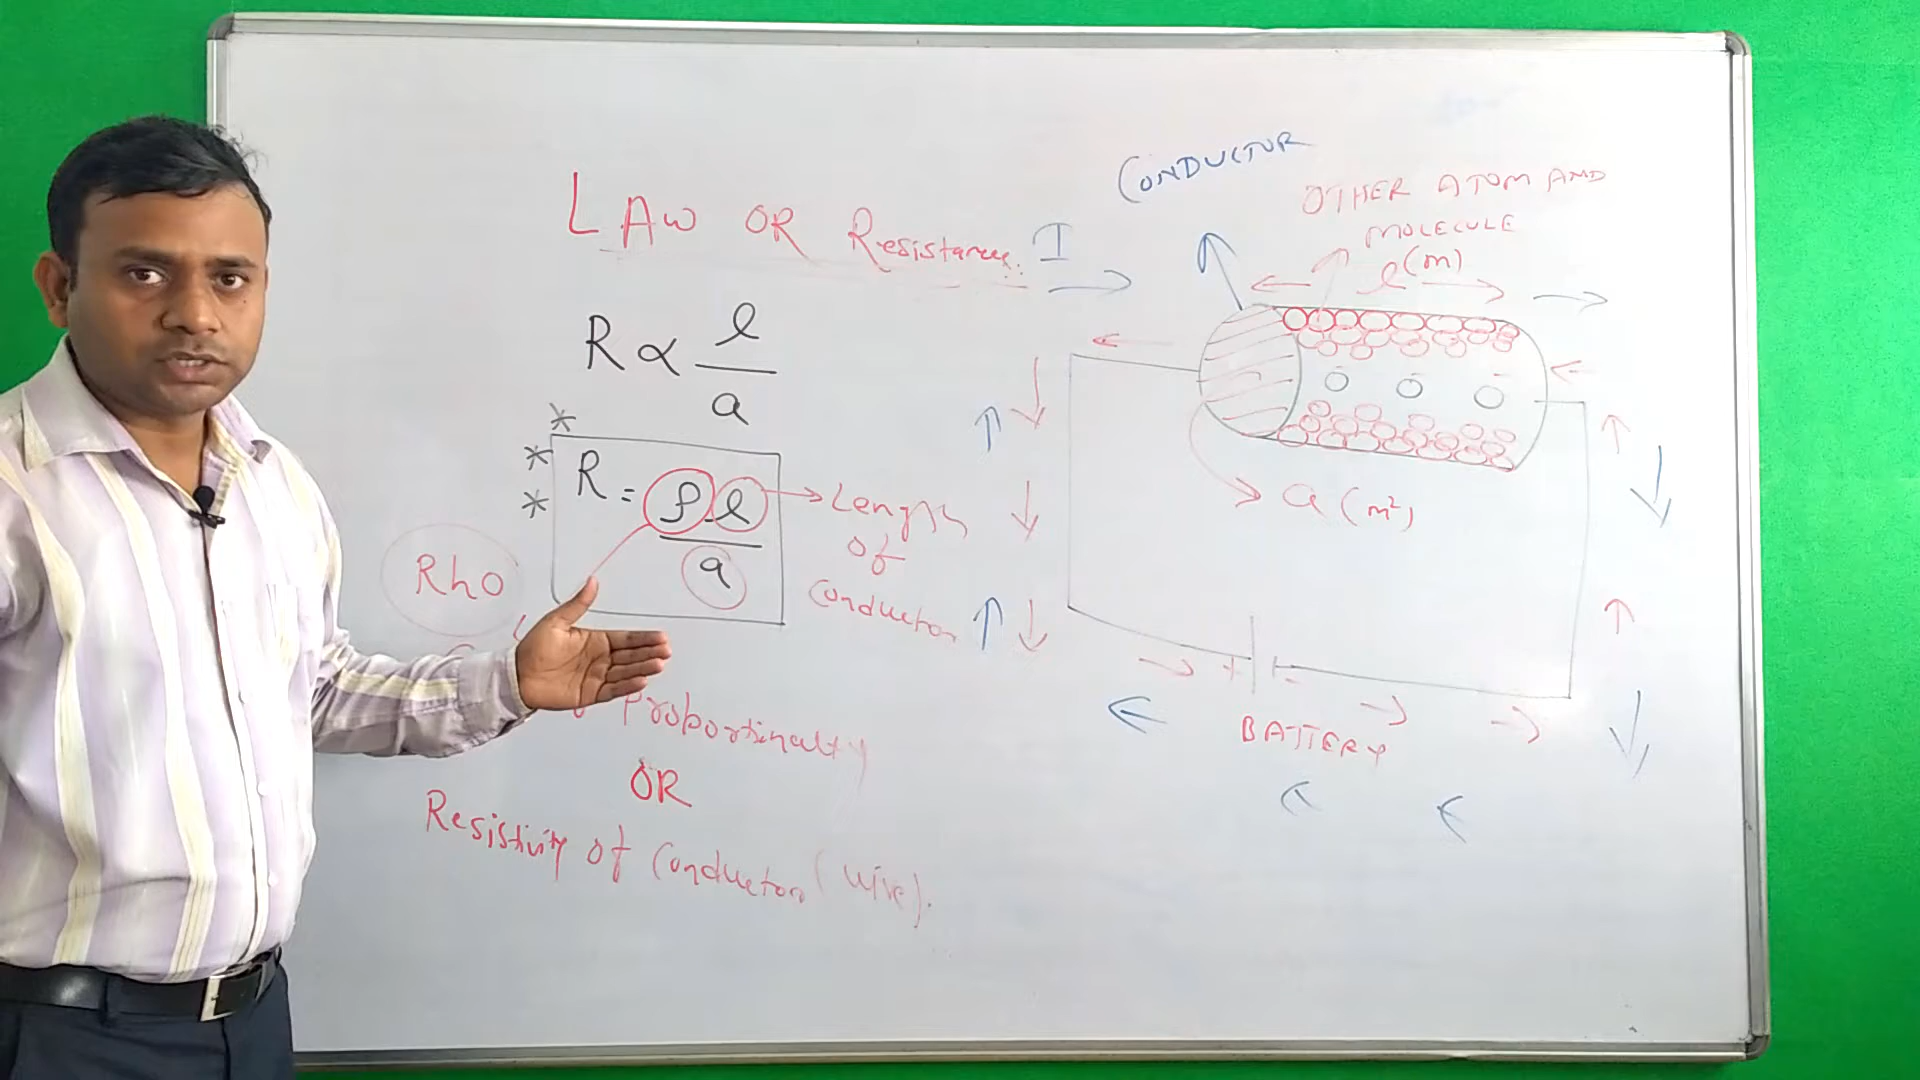 LAW OR Resistance.
R ∝ l
a
R = ρ.l
a
Length
of
conductor
Rho
Proportinalty
OR
Resistivity of Conductor (wire).
I
CONDUCTOR
OTHER ATOM AND
MOLECULE
l(m)
a (m²)
+ -
BATTERY